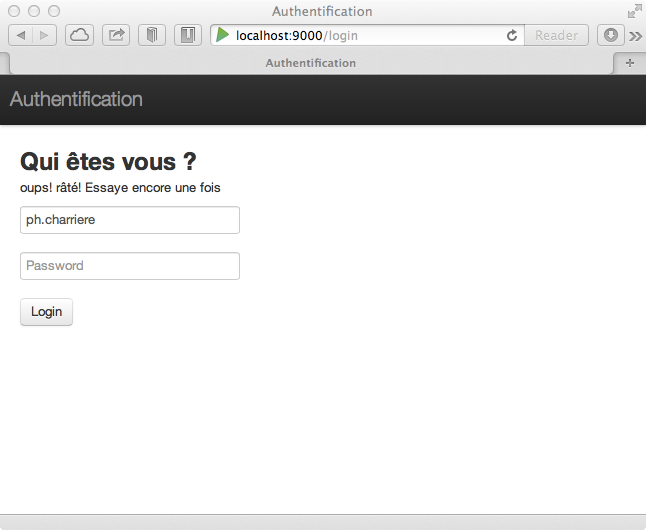 Authentification
localhost:9000/login
Reader
Authentification
Authentification
Qui êtes vous ?
oups! râté! Essaye encore une fois
ph.charriere
Password
Login